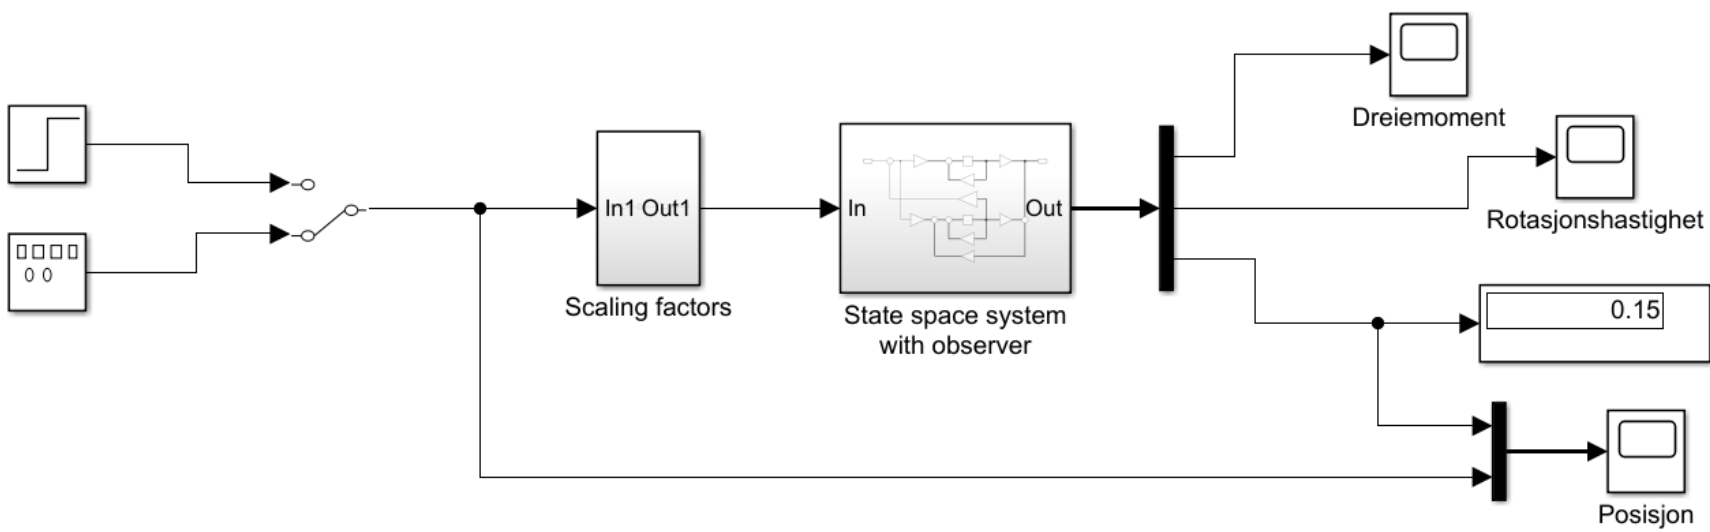 Dreiemoment
Rotasjonshastighet
In1 Out1
In
Out
Scaling factors
State space system
with observer
0.15
Posisjon